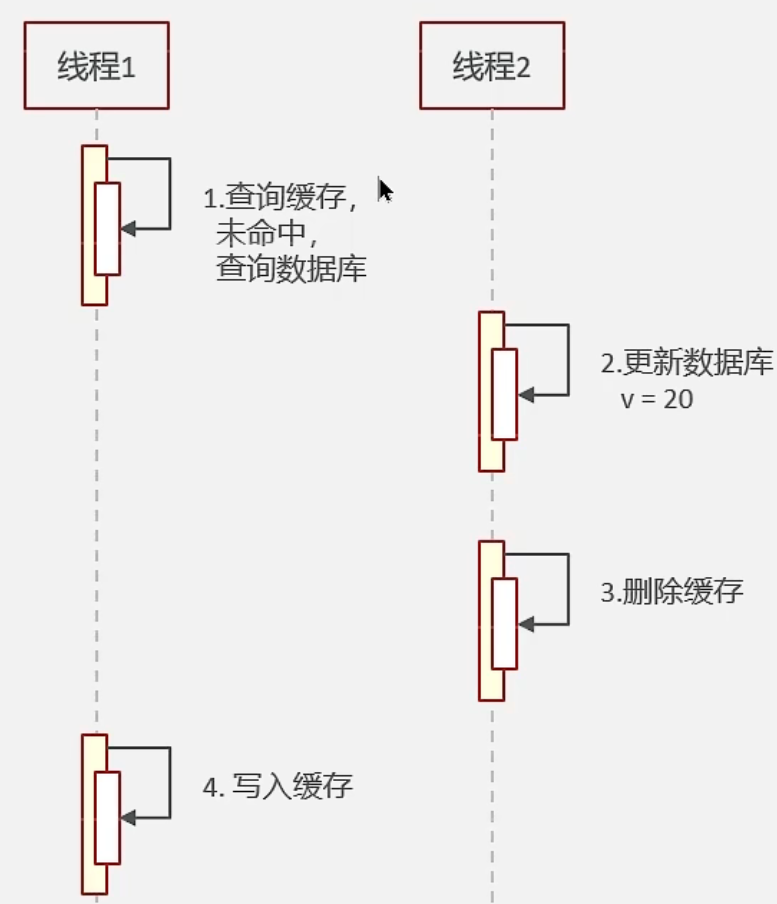 线程1
线程2
1.查询缓存，
未命中，
查询数据库
2.更新数据库
v = 20
3.删除缓存
4. 写入缓存